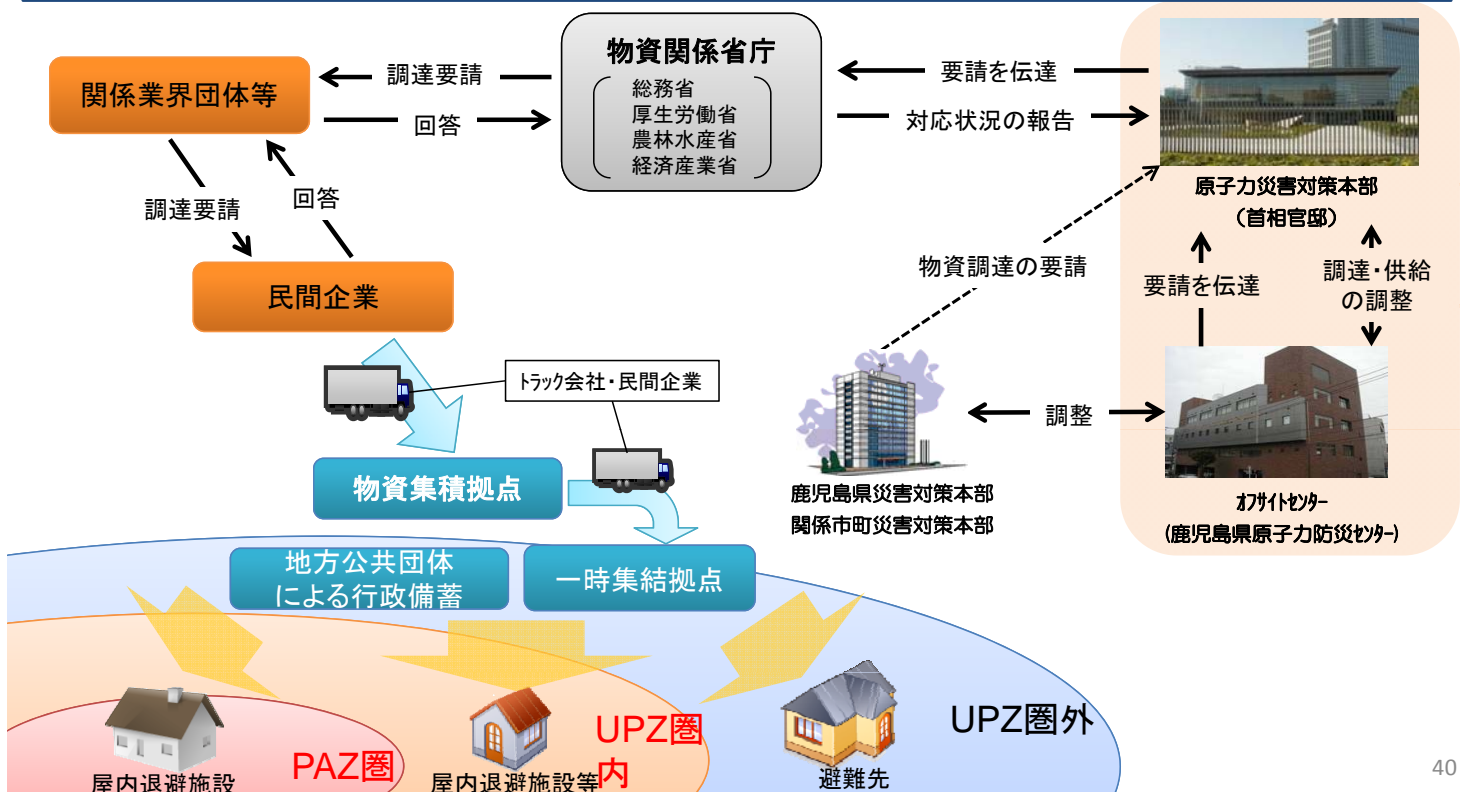 物資関係省庁
総務省
厚生労働省
農林水産省
経済産業省
関係業界団体等
調達要請
回答
要請を伝達
対応状況の報告
原子力災害対策本部
(首相官邸)
調達要請
回答
民間企業
物資調達の要請
要請を伝達
調達・供給
の調整
トラック会社・民間企業
調整
物資集積拠点
鹿児島県災害対策本部
関係市町災害対策本部
オフサイトセンター
(鹿児島県原子力防災センター)
地方公共団体
による行政備蓄
一時集結拠点
PAZ圏
UPZ圏
内
UPZ圏外
屋内退避施設
屋内退避施設等
避難先
40